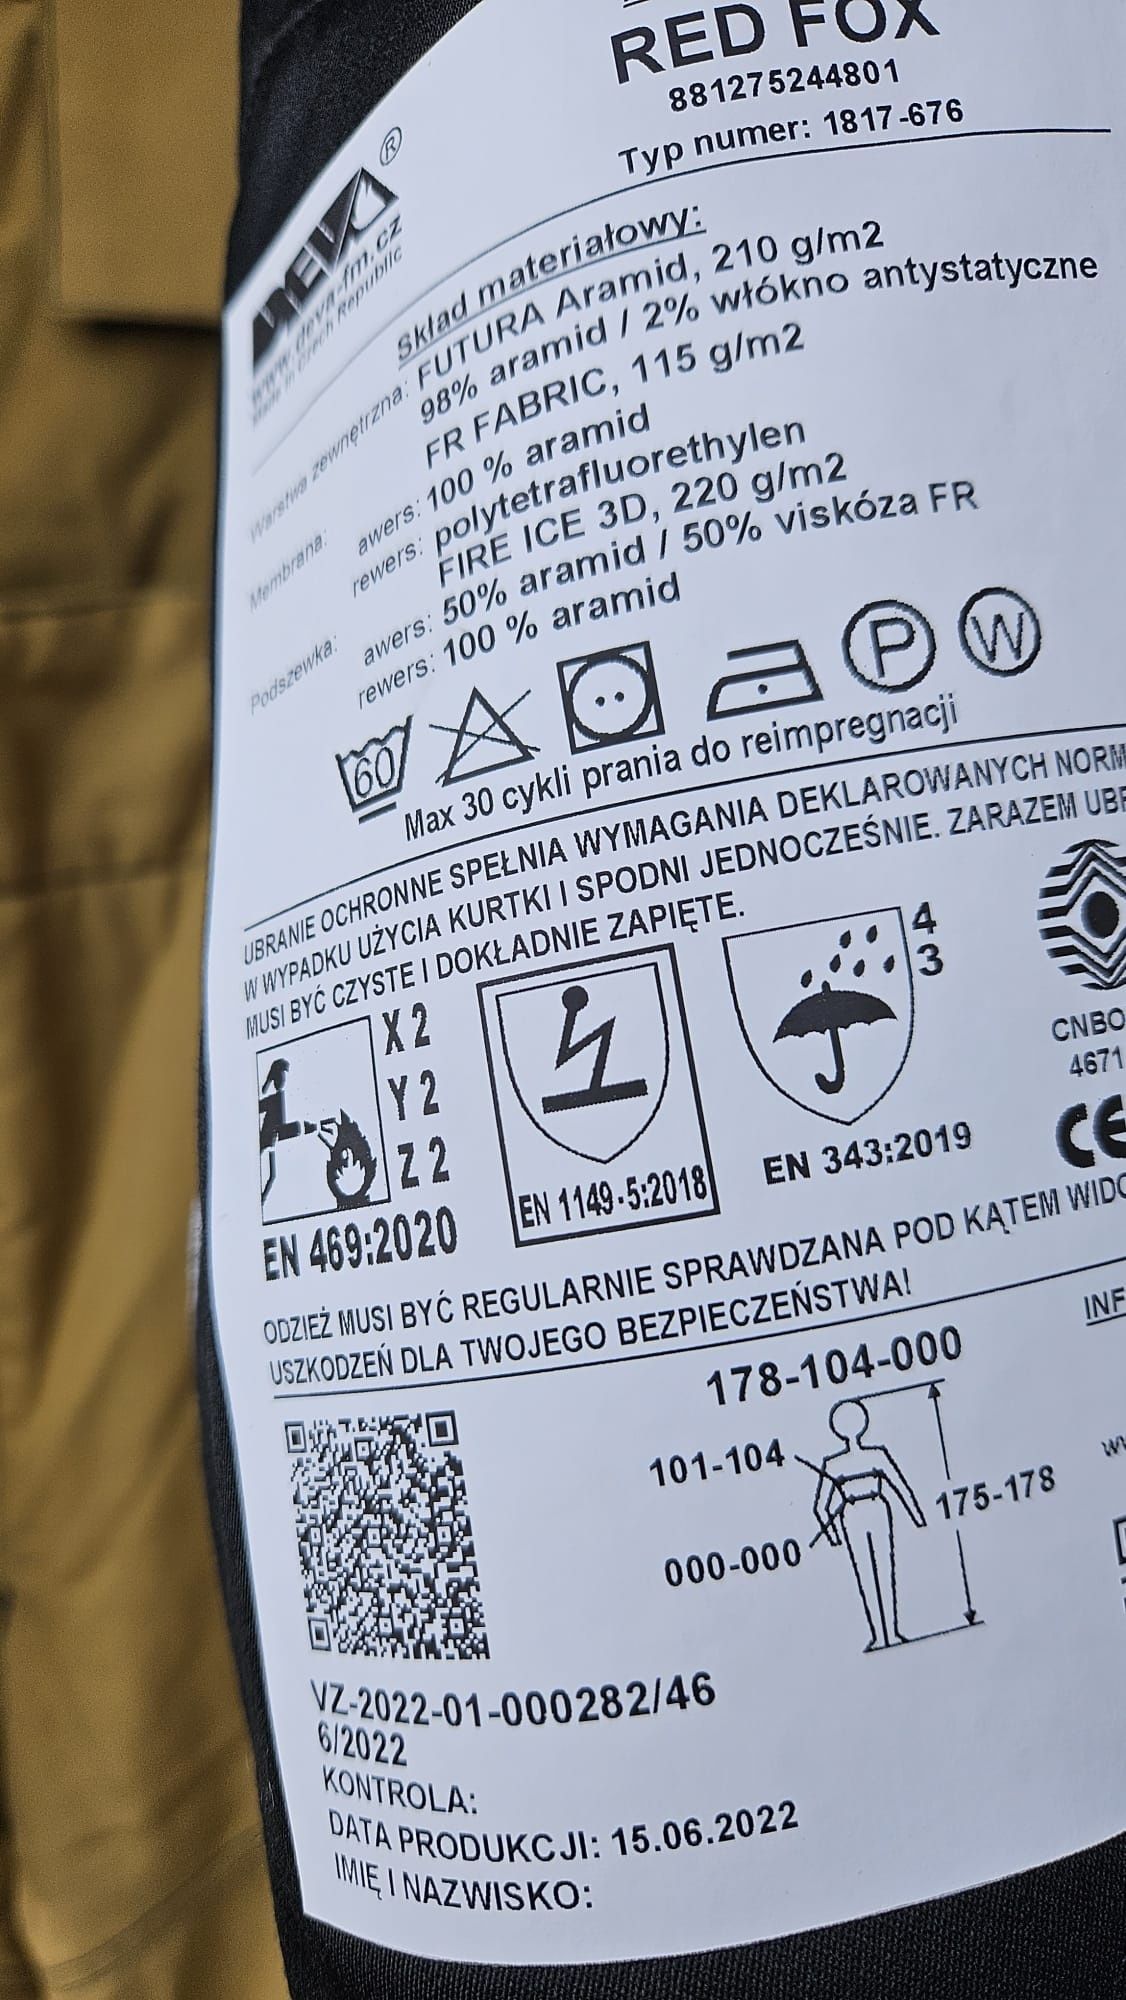 RED FOX
881275244801
Typ numer: 1817-676
DEVA®
www.deva-fm.cz
Made in Czech Republic
Skład materiałowy:
Warstwa zewnętrzna: FUTURA Aramid, 210 g/m2
98% aramid / 2% włókno antystatyczne
Membrana: FR FABRIC, 115 g/m2
awers: 100 % aramid
rewers: polytetrafluorethylen
Podszewka: FIRE ICE 3D, 220 g/m2
awers: 50% aramid / 50% viskóza FR
rewers: 100 % aramid
60 P W
Max 30 cykli prania do reimpregnacji
UBRANIE OCHRONNE SPEŁNIA WYMAGANIA DEKLAROWANYCH NORM
W WYPADKU UŻYCIA KURTKI I SPODNI JEDNOCZEŚNIE. ZARAZEM UBR
MUSI BYĆ CZYSTE I DOKŁADNIE ZAPIĘTE.
X 2
Y 2
Z 2
EN 469:2020
EN 1149-5:2018
4
3
EN 343:2019
CNBO
4671
CE
ODZIEŻ MUSI BYĆ REGULARNIE SPRAWDZANA POD KĄTEM WIDO
USZKODZEŃ DLA TWOJEGO BEZPIECZEŃSTWA!
INF
178-104-000
101-104
175-178
000-000
VZ-2022-01-000282/46
6/2022
KONTROLA:
DATA PRODUKCJI: 15.06.2022
IMIĘ I NAZWISKO: